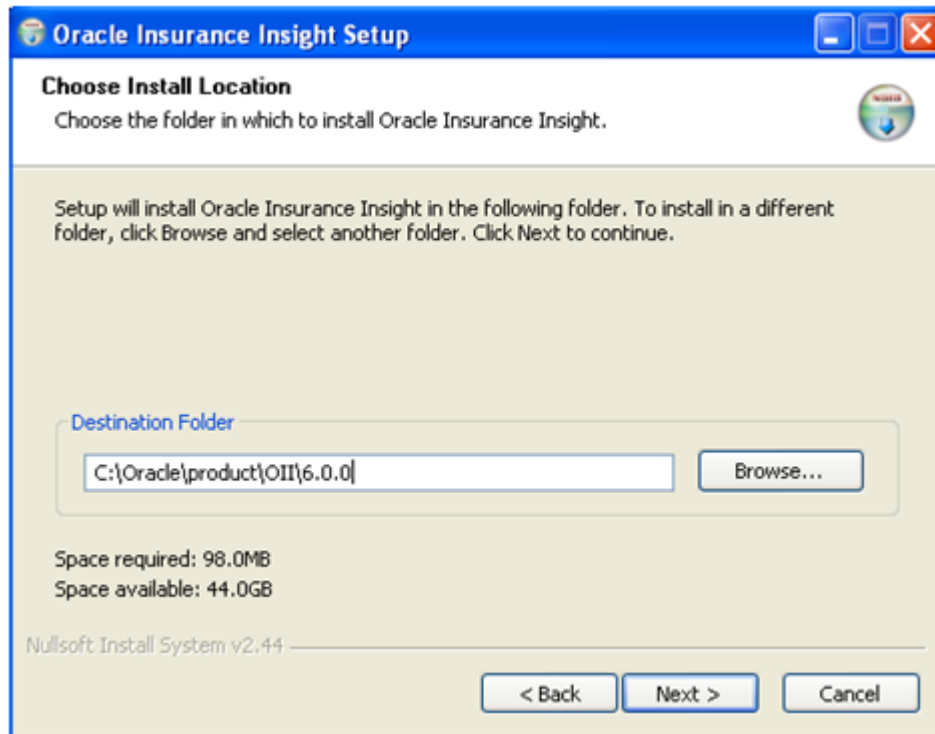 Oracle Insurance Insight Setup
Choose Install Location
Choose the folder in which to install Oracle Insurance Insight.
Setup will install Oracle Insurance Insight in the following folder. To install in a different
folder, click Browse and select another folder. Click Next to continue.
Destination Folder
C:\Oracle\product\OII\6.0.0
Browse...
Space required: 98.0MB
Space available: 44.0GB
Nullsoft Install System v2.44
< Back
Next >
Cancel